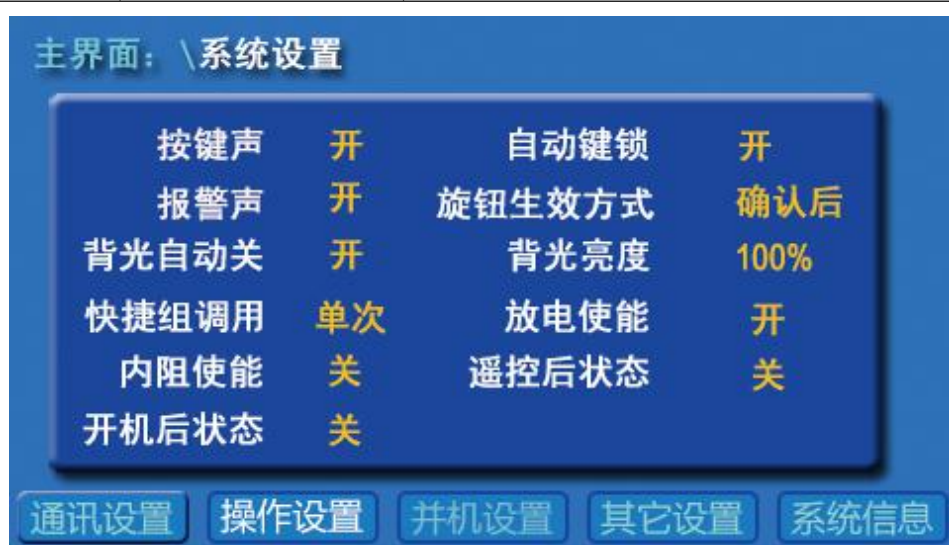 主界面：\系统设置
按键声 开 自动键锁 开
报警声 开 旋钮生效方式 确认后
背光自动关 开 背光亮度 100%
快捷组调用 单次 放电使能 开
内阻使能 关 遥控后状态 关
开机后状态 关
通讯设置 操作设置 并机设置 其它设置 系统信息